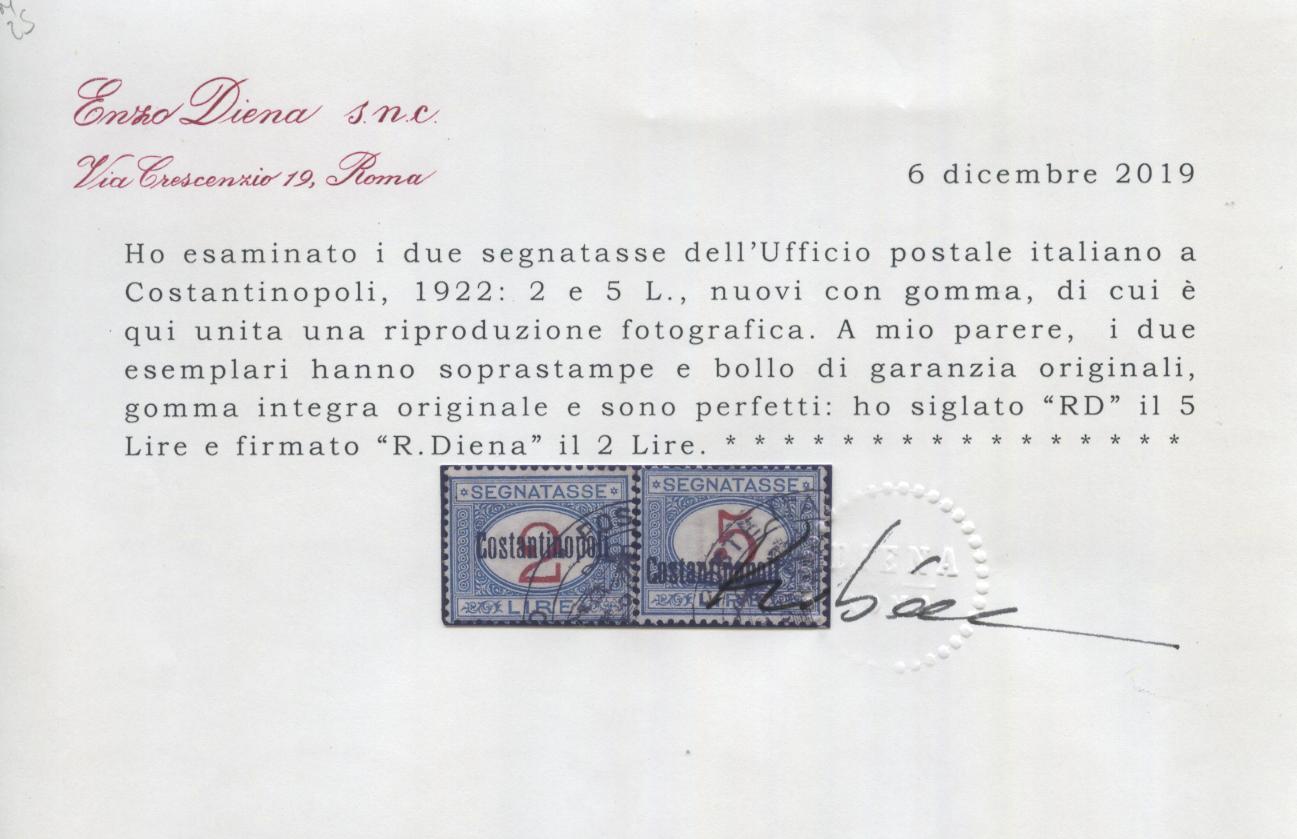 Enzo Diena s.n.c.
Via Crescenzio 19, Roma
6 dicembre 2019
Ho esaminato i due segnatasse dell'Ufficio postale italiano a
Costantinopoli, 1922: 2 e 5 L., nuovi con gomma, di cui è
qui unita una riproduzione fotografica. A mio parere, i due
esemplari hanno soprastampe e bollo di garanzia originali,
gomma integra originale e sono perfetti: ho siglato “RD” il 5
Lire e firmato “R.Diena” il 2 Lire. * * * * * * * * * * * * * * * *
SEGNATASSE
2
Costantinopoli
LIRE
SEGNATASSE
5
Costantinopoli
LIRE